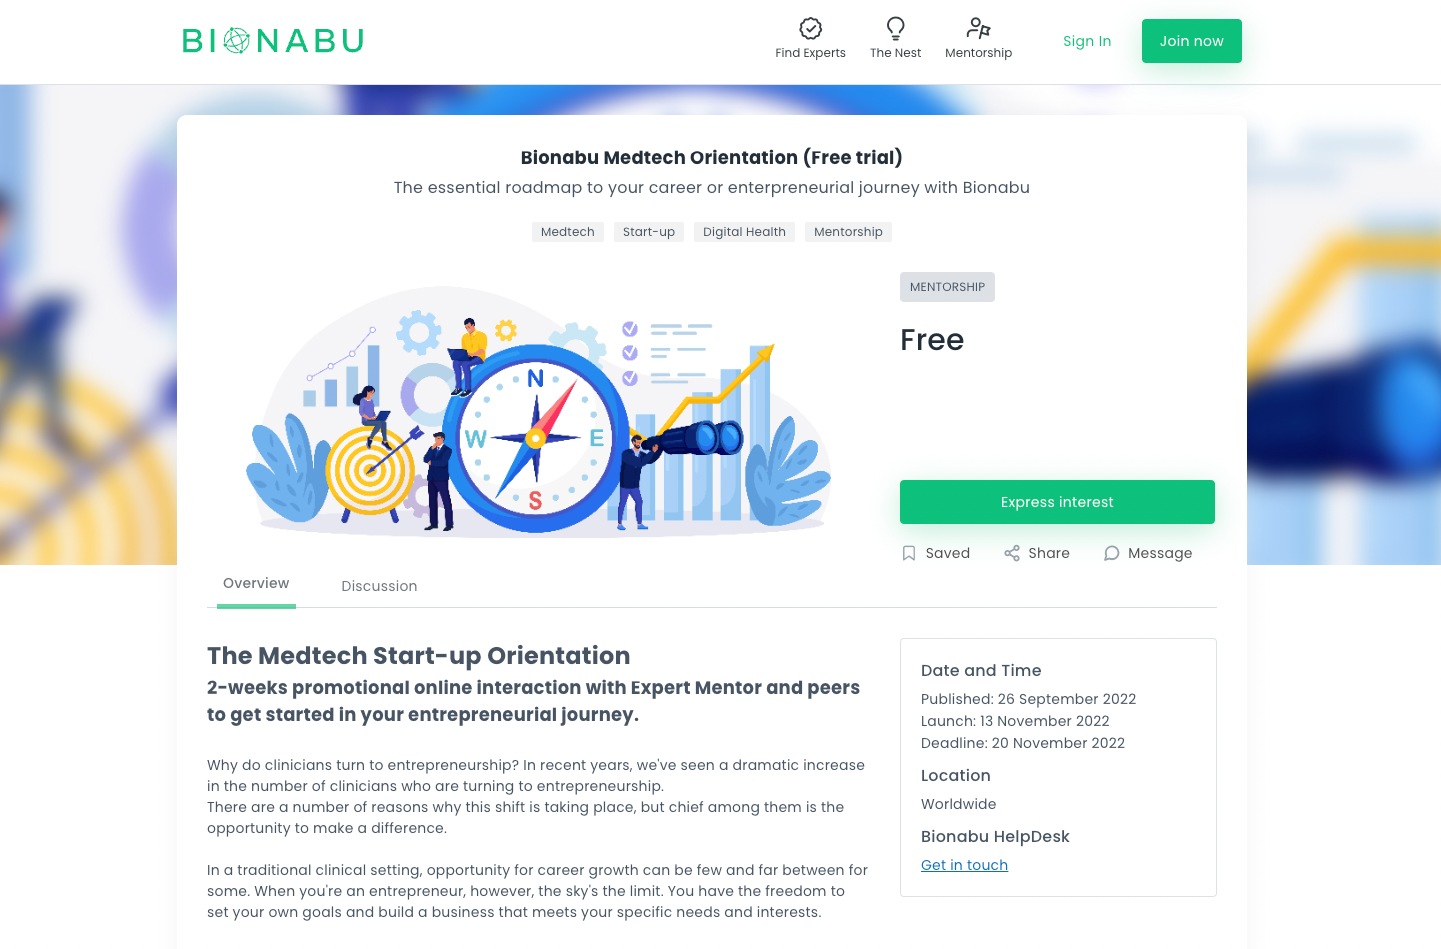 BIONABU
Find Experts
The Nest
Mentorship
Sign In
Join now
Bionabu Medtech Orientation (Free trial)
The essential roadmap to your career or enterpreneurial journey with Bionabu
Medtech
Start-up
Digital Health
Mentorship
N
W
E
S
MENTORSHIP
Free
Express interest
Saved
Share
Message
Overview
Discussion
The Medtech Start-up Orientation
2-weeks promotional online interaction with Expert Mentor and peers
to get started in your entrepreneurial journey.
Why do clinicians turn to entrepreneurship? In recent years, we've seen a dramatic increase
in the number of clinicians who are turning to entrepreneurship.
There are a number of reasons why this shift is taking place, but chief among them is the
opportunity to make a difference.
In a traditional clinical setting, opportunity for career growth can be few and far between for
some. When you're an entrepreneur, however, the sky's the limit. You have the freedom to
set your own goals and build a business that meets your specific needs and interests.
Date and Time
Published: 26 September 2022
Launch: 13 November 2022
Deadline: 20 November 2022
Location
Worldwide
Bionabu HelpDesk
Get in touch